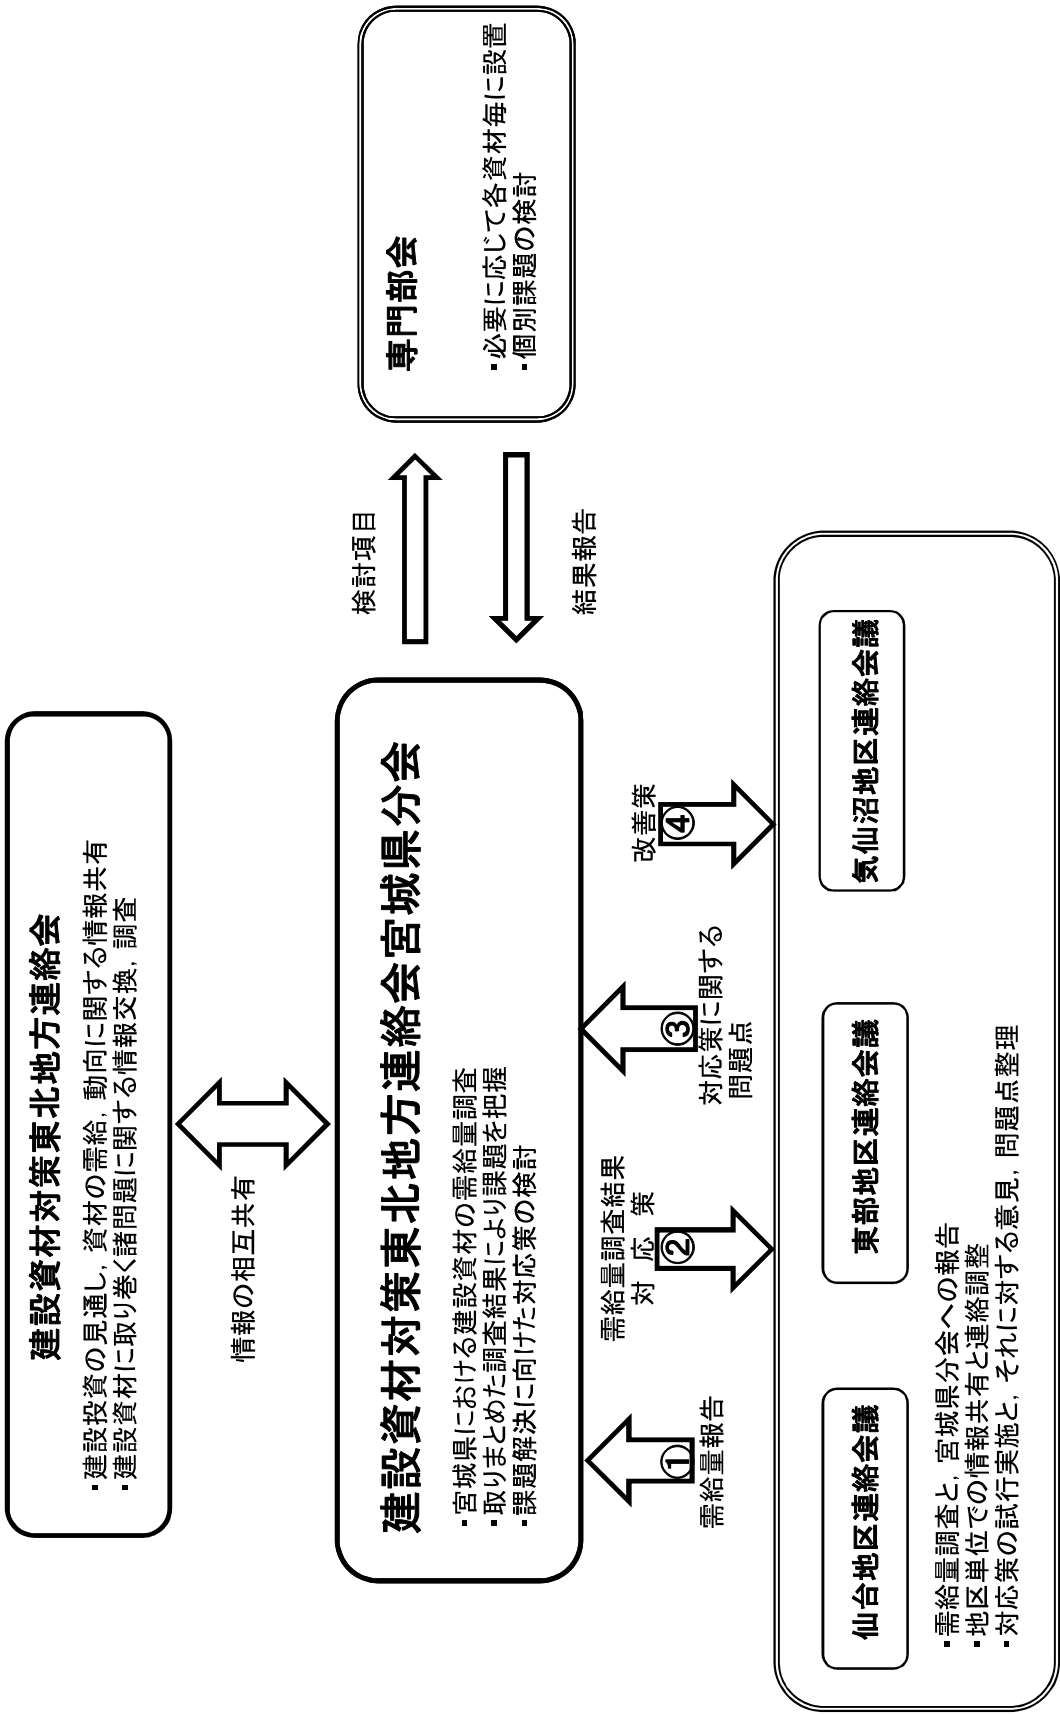 建設資材対策東北地方連絡会
・建設投資の見通し，資材の需給，動向に関する情報共有
・建設資材に取り巻く諸問題に関する情報交換，調査
情報の相互共有
建設資材対策東北地方連絡会宮城県分会
・宮城県における建設資材の需給量調査
・取りまとめた調査結果により課題を把握
・課題解決に向けた対応策の検討
検討項目
結果報告
専門部会
・必要に応じて各資材毎に設置
・個別課題の検討
①
需給量報告
需給量調査結果
対　応　策
②
③
対応策に関する
問題点
改善策
④
仙台地区連絡会議
東部地区連絡会議
気仙沼地区連絡会議
・需給量調査と，宮城県分会への報告
・地区単位での情報共有と連絡調整
・対応策の試行実施と，それに対する意見，問題点整理